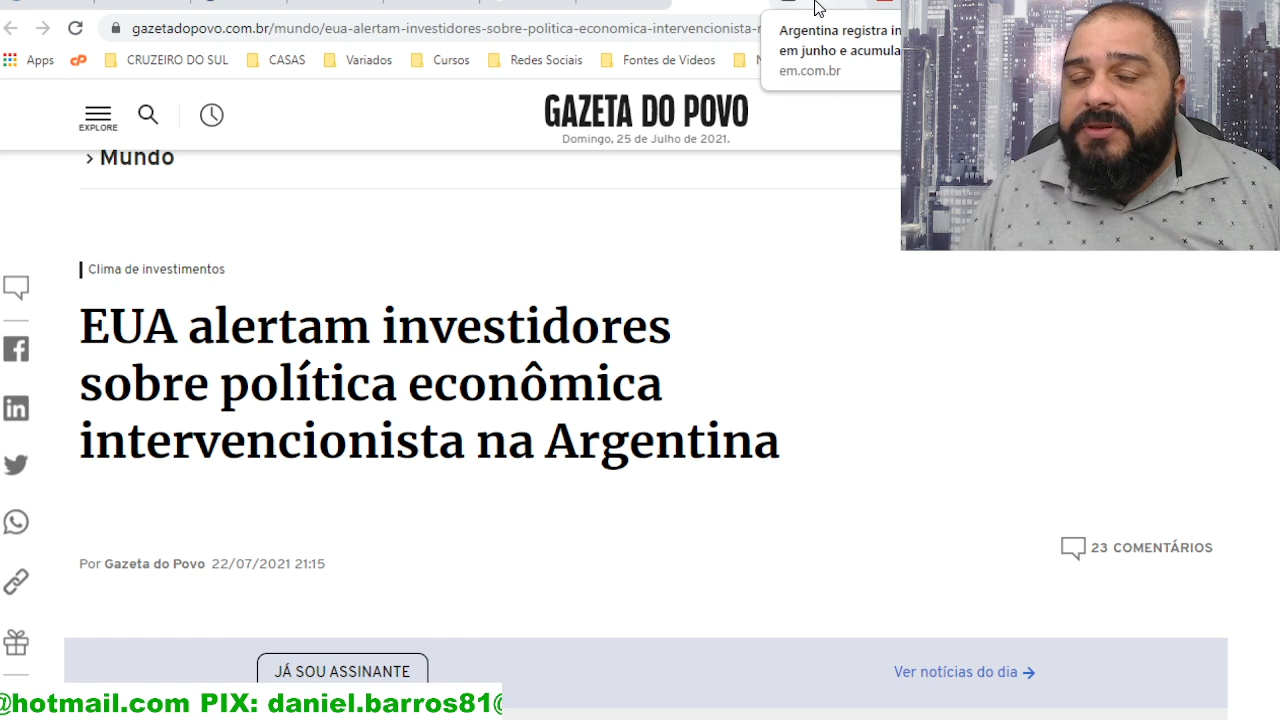 gazetadopovo.com.br/mundo/eua-alertam-investidores-sobre-politica-economica-intervencionista-
Argentina registra in
em junho e acumula
em.com.br
Apps
cP
CRUZEIRO DO SUL
CASAS
Variados
Cursos
Redes Sociais
Fontes de Videos
EXPLORE
GAZETA DO POVO
Domingo, 25 de Julho de 2021.
› Mundo
Clima de investimentos
EUA alertam investidores
sobre política econômica
intervencionista na Argentina
Por Gazeta do Povo 22/07/2021 21:15
23 COMENTÁRIOS
JÁ SOU ASSINANTE
Ver notícias do dia →
@hotmail.com PIX: daniel.barros81@